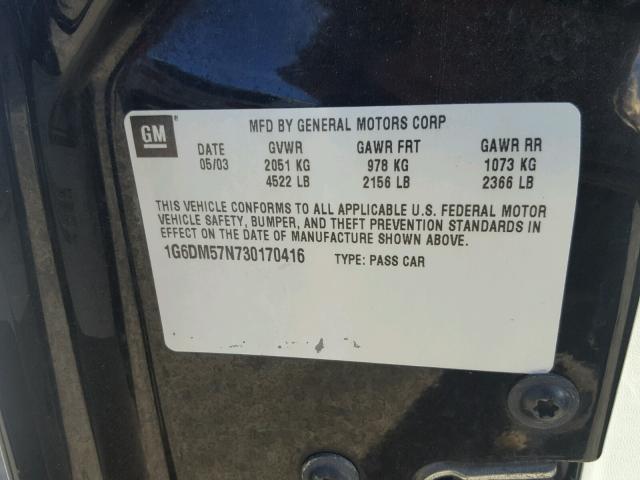 GM
MFD BY GENERAL MOTORS CORP
DATE GVWR GAWR FRT GAWR RR
05/03 2051 KG 978 KG 1073 KG
4522 LB 2156 LB 2366 LB
THIS VEHICLE CONFORMS TO ALL APPLICABLE U.S. FEDERAL MOTOR
VEHICLE SAFETY, BUMPER, AND THEFT PREVENTION STANDARDS IN
EFFECT ON THE DATE OF MANUFACTURE SHOWN ABOVE.
1G6DM57N730170416 TYPE: PASS CAR